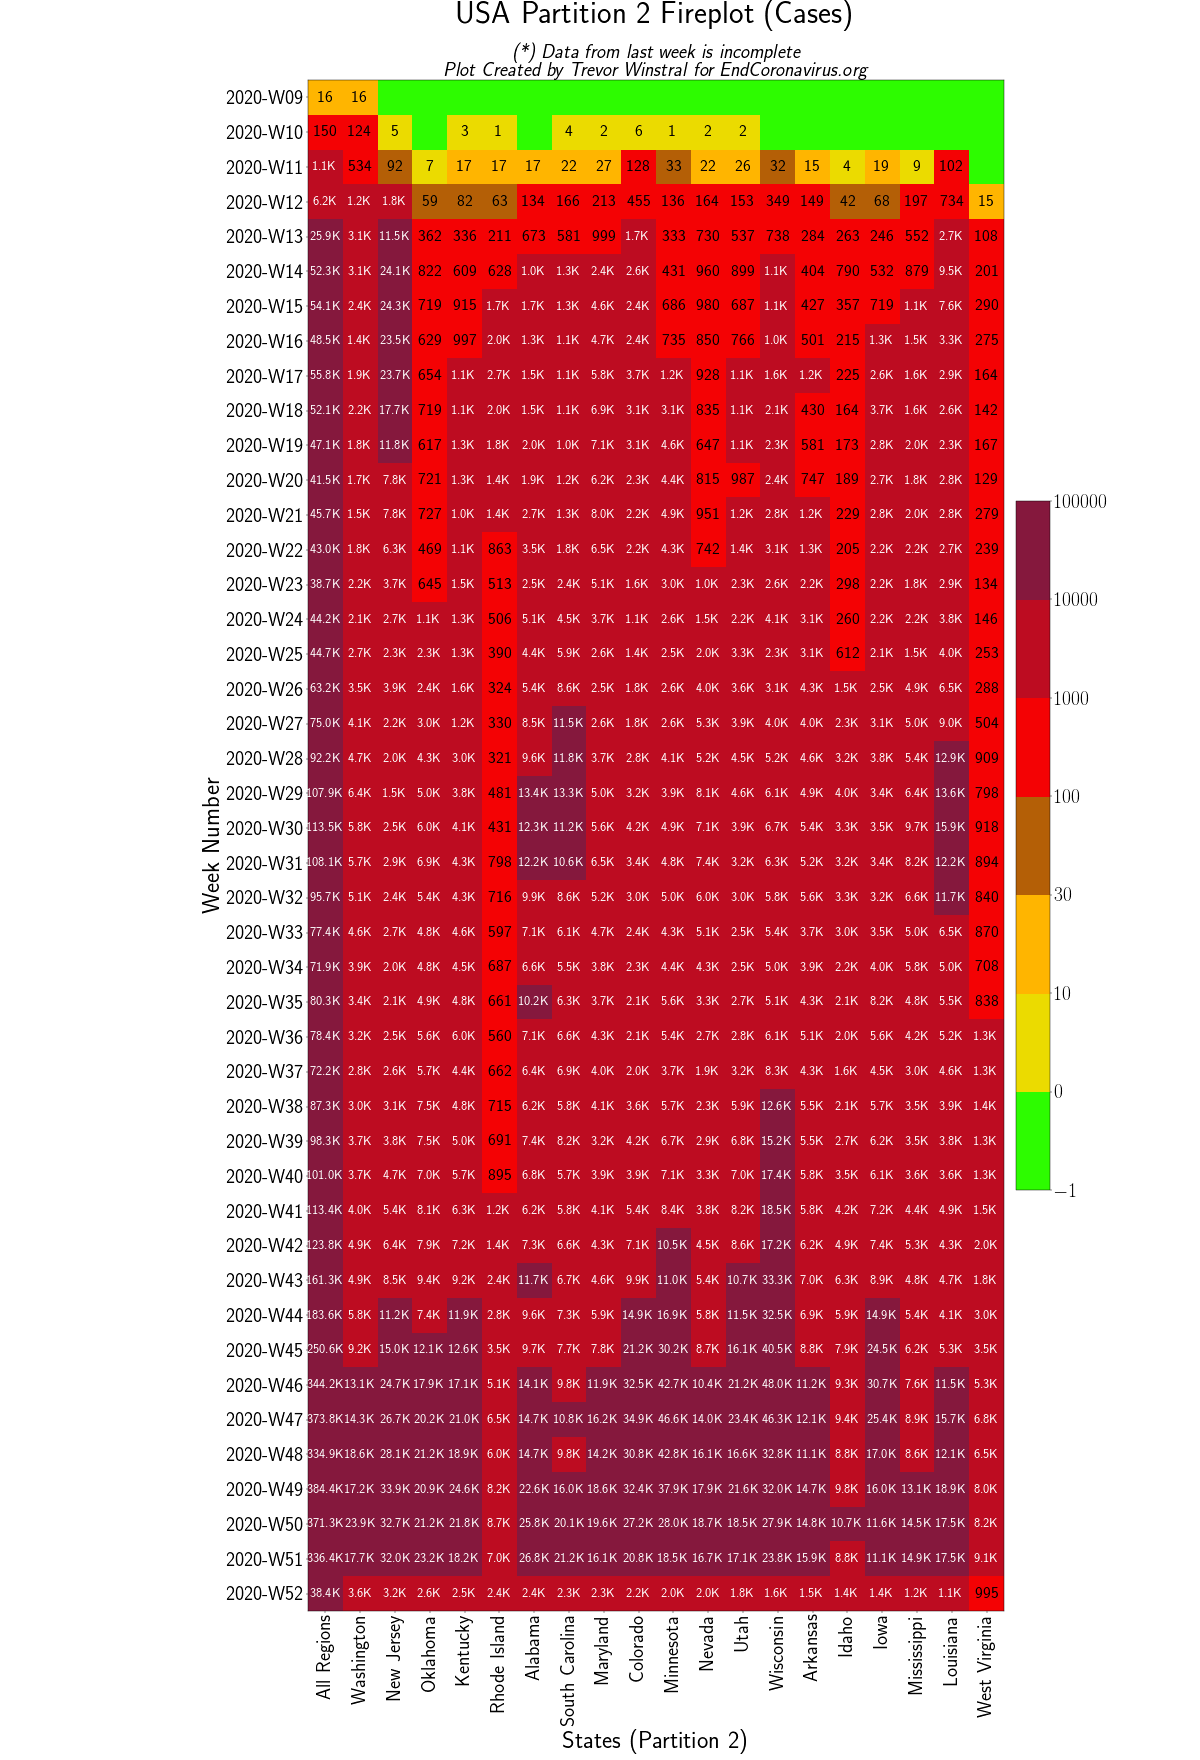 USA Partition 2 Fireplot (Cases)
(*) Data from last week is incomplete
Plot Created by Trevor Winstral for EndCoronavirus.org
2020-W09 16 16
2020-W10 150 124 5 3 1 4 2 6 1 2 2
2020-W11 1.1K 534 92 7 17 17 17 22 27 128 33 22 26 32 15 4 19 9 102
2020-W12 6.2K 1.2K 1.8K 59 82 63 134 166 213 455 136 164 153 349 149 42 68 197 734 15
2020-W13 25.9K 3.1K 11.5K 362 336 211 673 581 999 1.7K 333 730 537 738 284 263 246 552 2.7K 108
2020-W14 52.3K 3.1K 24.1K 822 609 628 1.0K 1.3K 2.4K 2.6K 431 960 899 1.1K 404 790 532 879 9.5K 201
2020-W15 54.1K 2.4K 24.3K 719 915 1.7K 1.7K 1.3K 4.6K 2.4K 686 980 687 1.1K 427 357 719 1.1K 7.6K 290
2020-W16 48.5K 1.4K 23.5K 629 997 2.0K 1.3K 1.1K 4.7K 2.4K 735 850 766 1.0K 501 215 1.3K 1.5K 3.3K 275
2020-W17 55.8K 1.9K 23.7K 654 1.1K 2.7K 1.5K 1.1K 5.8K 3.7K 1.2K 928 1.1K 1.6K 1.2K 225 2.6K 1.6K 2.9K 164
2020-W18 52.1K 2.2K 17.7K 719 1.1K 2.0K 1.5K 1.1K 6.9K 3.1K 3.1K 835 1.1K 2.1K 430 164 3.7K 1.6K 2.6K 142
2020-W19 47.1K 1.8K 11.8K 617 1.3K 1.8K 2.0K 1.0K 7.1K 3.1K 4.6K 647 1.1K 2.3K 581 173 2.8K 2.0K 2.3K 167
2020-W20 41.5K 1.7K 7.8K 721 1.3K 1.4K 1.9K 1.2K 6.2K 2.3K 4.4K 815 987 2.4K 747 189 2.7K 1.8K 2.8K 129
2020-W21 45.7K 1.5K 7.8K 727 1.0K 1.4K 2.7K 1.3K 8.0K 2.2K 4.9K 951 1.2K 2.8K 1.2K 229 2.8K 2.0K 2.8K 279
2020-W22 43.0K 1.8K 6.3K 469 1.1K 863 3.5K 1.8K 6.5K 2.2K 4.3K 742 1.4K 3.1K 1.3K 205 2.2K 2.2K 2.7K 239
2020-W23 38.7K 2.2K 3.7K 645 1.5K 513 2.5K 2.4K 5.1K 1.6K 3.0K 1.0K 2.3K 2.6K 2.2K 298 2.2K 1.8K 2.9K 134
2020-W24 44.2K 2.1K 2.7K 1.1K 1.3K 506 5.1K 4.5K 3.7K 1.1K 2.6K 1.5K 2.2K 4.1K 3.1K 260 2.2K 2.2K 3.8K 146
2020-W25 44.7K 2.7K 2.3K 2.3K 1.3K 390 4.4K 5.9K 2.6K 1.4K 2.5K 2.0K 3.3K 2.3K 3.1K 612 2.1K 1.5K 4.0K 253
2020-W26 63.2K 3.5K 3.9K 2.4K 1.6K 324 5.4K 8.6K 2.5K 1.8K 2.6K 4.0K 3.6K 3.1K 4.3K 1.5K 2.5K 4.9K 6.5K 288
2020-W27 75.0K 4.1K 2.2K 3.0K 1.2K 330 8.5K 11.5K 2.6K 1.8K 2.6K 5.3K 3.9K 4.0K 4.0K 2.3K 3.1K 5.0K 9.0K 504
2020-W28 92.2K 4.7K 2.0K 4.3K 3.0K 321 9.6K 11.8K 3.7K 2.8K 4.1K 5.2K 4.5K 5.2K 4.6K 3.2K 3.8K 5.4K 12.9K 909
2020-W29 107.9K 6.4K 1.5K 5.0K 3.8K 481 13.4K 13.3K 5.0K 3.2K 3.9K 8.1K 4.6K 6.1K 4.9K 4.0K 3.4K 6.4K 13.6K 798
2020-W30 113.5K 5.8K 2.5K 6.0K 4.1K 431 12.3K 11.2K 5.6K 4.2K 4.9K 7.1K 3.9K 6.7K 5.4K 3.3K 3.5K 9.7K 15.9K 918
2020-W31 108.1K 5.7K 2.9K 6.9K 4.3K 798 12.2K 10.6K 6.5K 3.4K 4.8K 7.4K 3.2K 6.3K 5.2K 3.2K 3.4K 8.2K 12.2K 894
2020-W32 95.7K 5.1K 2.4K 5.4K 4.3K 716 9.9K 8.6K 5.2K 3.0K 5.0K 6.0K 3.0K 5.8K 5.6K 3.3K 3.2K 6.6K 11.7K 840
2020-W33 77.4K 4.6K 2.7K 4.8K 4.6K 597 7.1K 6.1K 4.7K 2.4K 4.3K 5.1K 2.5K 5.4K 3.7K 3.0K 3.5K 5.0K 6.5K 870
2020-W34 71.9K 3.9K 2.0K 4.8K 4.5K 687 6.6K 5.5K 3.8K 2.3K 4.4K 4.3K 2.5K 5.0K 3.9K 2.2K 4.0K 5.8K 5.0K 708
2020-W35 80.3K 3.4K 2.1K 4.9K 4.8K 661 10.2K 6.3K 3.7K 2.1K 5.6K 3.3K 2.7K 5.1K 4.3K 2.1K 8.2K 4.8K 5.5K 838
2020-W36 78.4K 3.2K 2.5K 5.6K 6.0K 560 7.1K 6.6K 4.3K 2.1K 5.4K 2.7K 2.8K 6.1K 5.1K 2.0K 5.6K 4.2K 5.2K 1.3K
2020-W37 72.2K 2.8K 2.6K 5.7K 4.4K 662 6.4K 6.9K 4.0K 2.0K 3.7K 1.9K 3.2K 8.3K 4.3K 1.6K 4.5K 3.0K 4.6K 1.3K
2020-W38 87.3K 3.0K 3.1K 7.5K 4.8K 715 6.2K 5.8K 4.1K 3.6K 5.7K 2.3K 5.9K 12.6K 5.5K 2.1K 5.7K 3.5K 3.9K 1.4K
2020-W39 98.3K 3.7K 3.8K 7.5K 5.0K 691 7.4K 8.2K 3.2K 4.2K 6.7K 2.9K 6.8K 15.2K 5.5K 2.7K 6.2K 3.5K 3.8K 1.3K
2020-W40 101.0K 3.7K 4.7K 7.0K 5.7K 895 6.8K 5.7K 3.9K 3.9K 7.1K 3.3K 7.0K 17.4K 5.8K 3.5K 6.1K 3.6K 3.6K 1.3K
2020-W41 113.4K 4.0K 5.4K 8.1K 6.3K 1.2K 6.2K 5.8K 4.1K 5.4K 8.4K 3.8K 8.2K 18.5K 5.8K 4.2K 7.2K 4.4K 4.9K 1.5K
2020-W42 123.8K 4.9K 6.4K 7.9K 7.2K 1.4K 7.3K 6.6K 4.3K 7.1K 10.5K 4.5K 8.6K 17.2K 6.2K 4.9K 7.4K 5.3K 4.3K 2.0K
2020-W43 161.3K 4.9K 8.5K 9.4K 9.2K 2.4K 11.7K 6.7K 4.6K 9.9K 11.0K 5.4K 10.7K 33.3K 7.0K 6.3K 8.9K 4.8K 4.7K 1.8K
2020-W44 183.6K 5.8K 11.2K 7.4K 11.9K 2.8K 9.6K 7.3K 5.9K 14.9K 16.9K 5.8K 11.5K 32.5K 6.9K 5.9K 14.9K 5.4K 4.1K 3.0K
2020-W45 250.6K 9.2K 15.0K 12.1K 12.6K 3.5K 9.7K 7.7K 7.8K 21.2K 30.2K 8.7K 16.1K 40.5K 8.8K 7.9K 24.5K 6.2K 5.3K 3.5K
2020-W46 344.2K 13.1K 24.7K 17.9K 17.1K 5.1K 14.1K 9.8K 11.9K 32.5K 42.7K 10.4K 21.2K 48.0K 11.2K 9.3K 30.7K 7.6K 11.5K 5.3K
2020-W47 373.8K 14.3K 26.7K 20.2K 21.0K 6.5K 14.7K 10.8K 16.2K 34.9K 46.6K 14.0K 23.4K 46.3K 12.1K 9.4K 25.4K 8.9K 15.7K 6.8K
2020-W48 334.9K 18.6K 28.1K 21.2K 18.9K 6.0K 14.7K 9.8K 14.2K 30.8K 42.8K 16.1K 16.6K 32.8K 11.1K 8.8K 17.0K 8.6K 12.1K 6.5K
2020-W49 384.4K 17.2K 33.9K 20.9K 24.6K 8.2K 22.6K 16.0K 18.6K 32.4K 37.9K 17.9K 21.6K 32.0K 14.7K 9.8K 16.0K 13.1K 18.9K 8.0K
2020-W50 371.3K 23.9K 32.7K 21.2K 21.8K 8.7K 25.8K 20.1K 19.6K 27.2K 28.0K 18.7K 18.5K 27.9K 14.8K 10.7K 11.6K 14.5K 17.5K 8.2K
2020-W51 336.4K 17.7K 32.0K 23.2K 18.2K 7.0K 26.8K 21.2K 16.1K 20.8K 18.5K 16.7K 17.1K 23.8K 15.9K 8.8K 11.1K 14.9K 17.5K 9.1K
2020-W52 38.4K 3.6K 3.2K 2.6K 2.5K 2.4K 2.4K 2.3K 2.3K 2.2K 2.0K 2.0K 1.8K 1.6K 1.5K 1.4K 1.4K 1.2K 1.1K 995
Week Number
All Regions
Washington
New Jersey
Oklahoma
Kentucky
Rhode Island
Alabama
South Carolina
Maryland
Colorado
Minnesota
Nevada
Utah
Wisconsin
Arkansas
Idaho
Iowa
Mississippi
Louisiana
West Virginia
States (Partition 2)
100000
10000
1000
100
30
10
0
−1